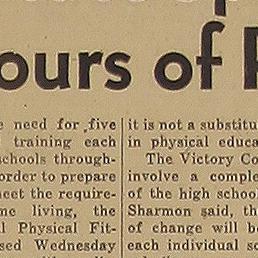 ours of
e need for five
training each
schools through-
order to prepare
meet the require-
me living, the
l Physical Fit-
sed Wednesday
it is not a substitu
in physical educa
The Victory Co
involve a comple
of the high school
Sharmon said, th
of change will be
each individual sc